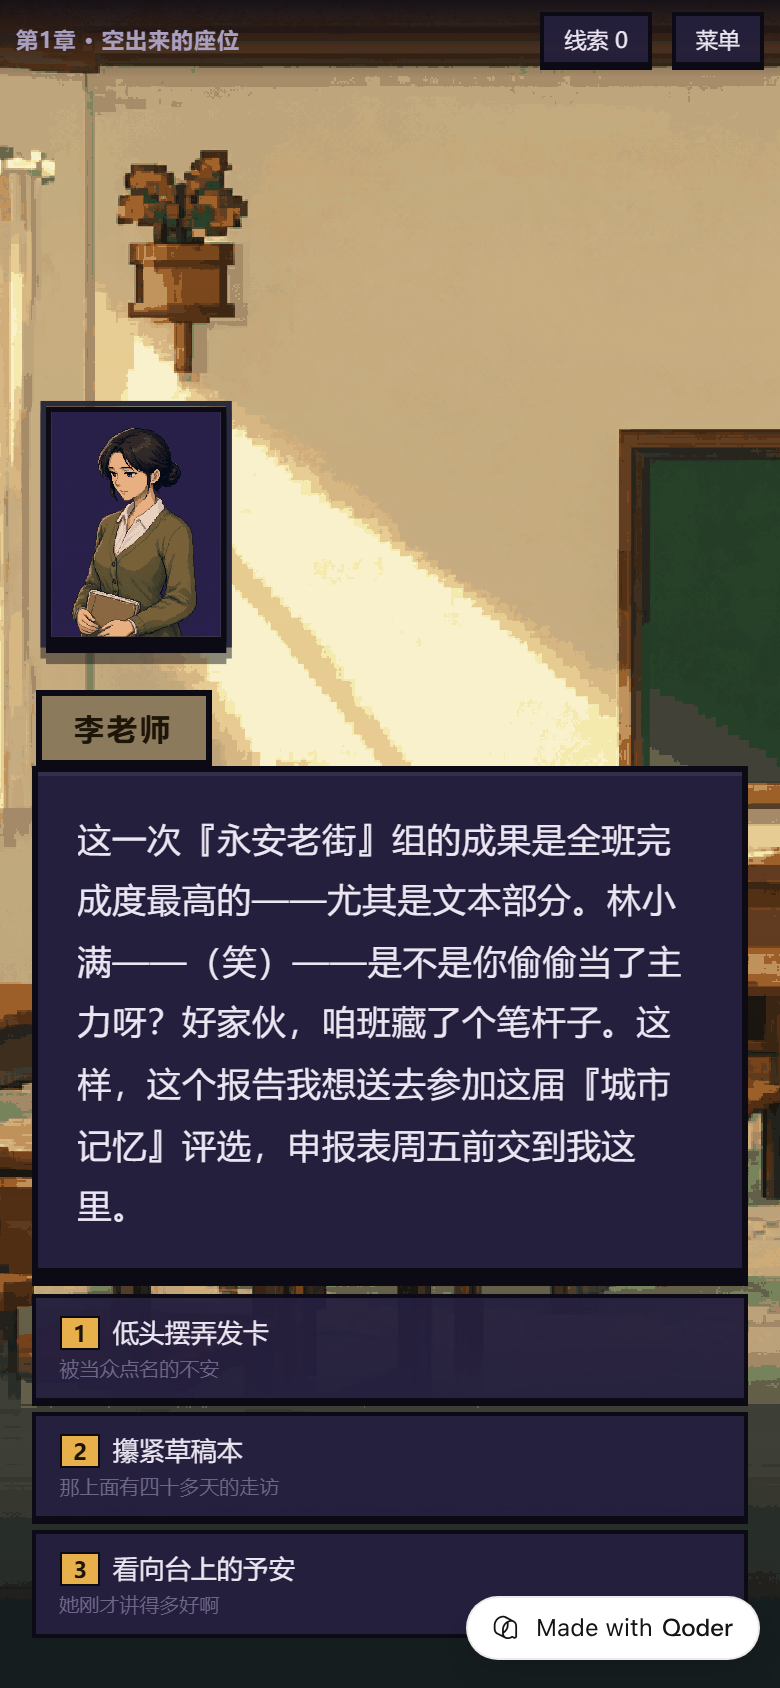 第1章·空出来的座位
线索 0
菜单
李老师
这一次『永安老街』组的成果是全班完
成度最高的——尤其是文本部分。林小
满——（笑）——是不是你偷偷当了主
力呀？好家伙，咱班藏了个笔杆子。这
样，这个报告我想送去参加这届『城市
记忆』评选，申报表周五前交到我这
里。
1 低头摆弄发卡
被当众点名的不安
2 攥紧草稿本
那上面有四十多天的走访
3 看向台上的予安
她刚才讲得多好啊
Made with Qoder